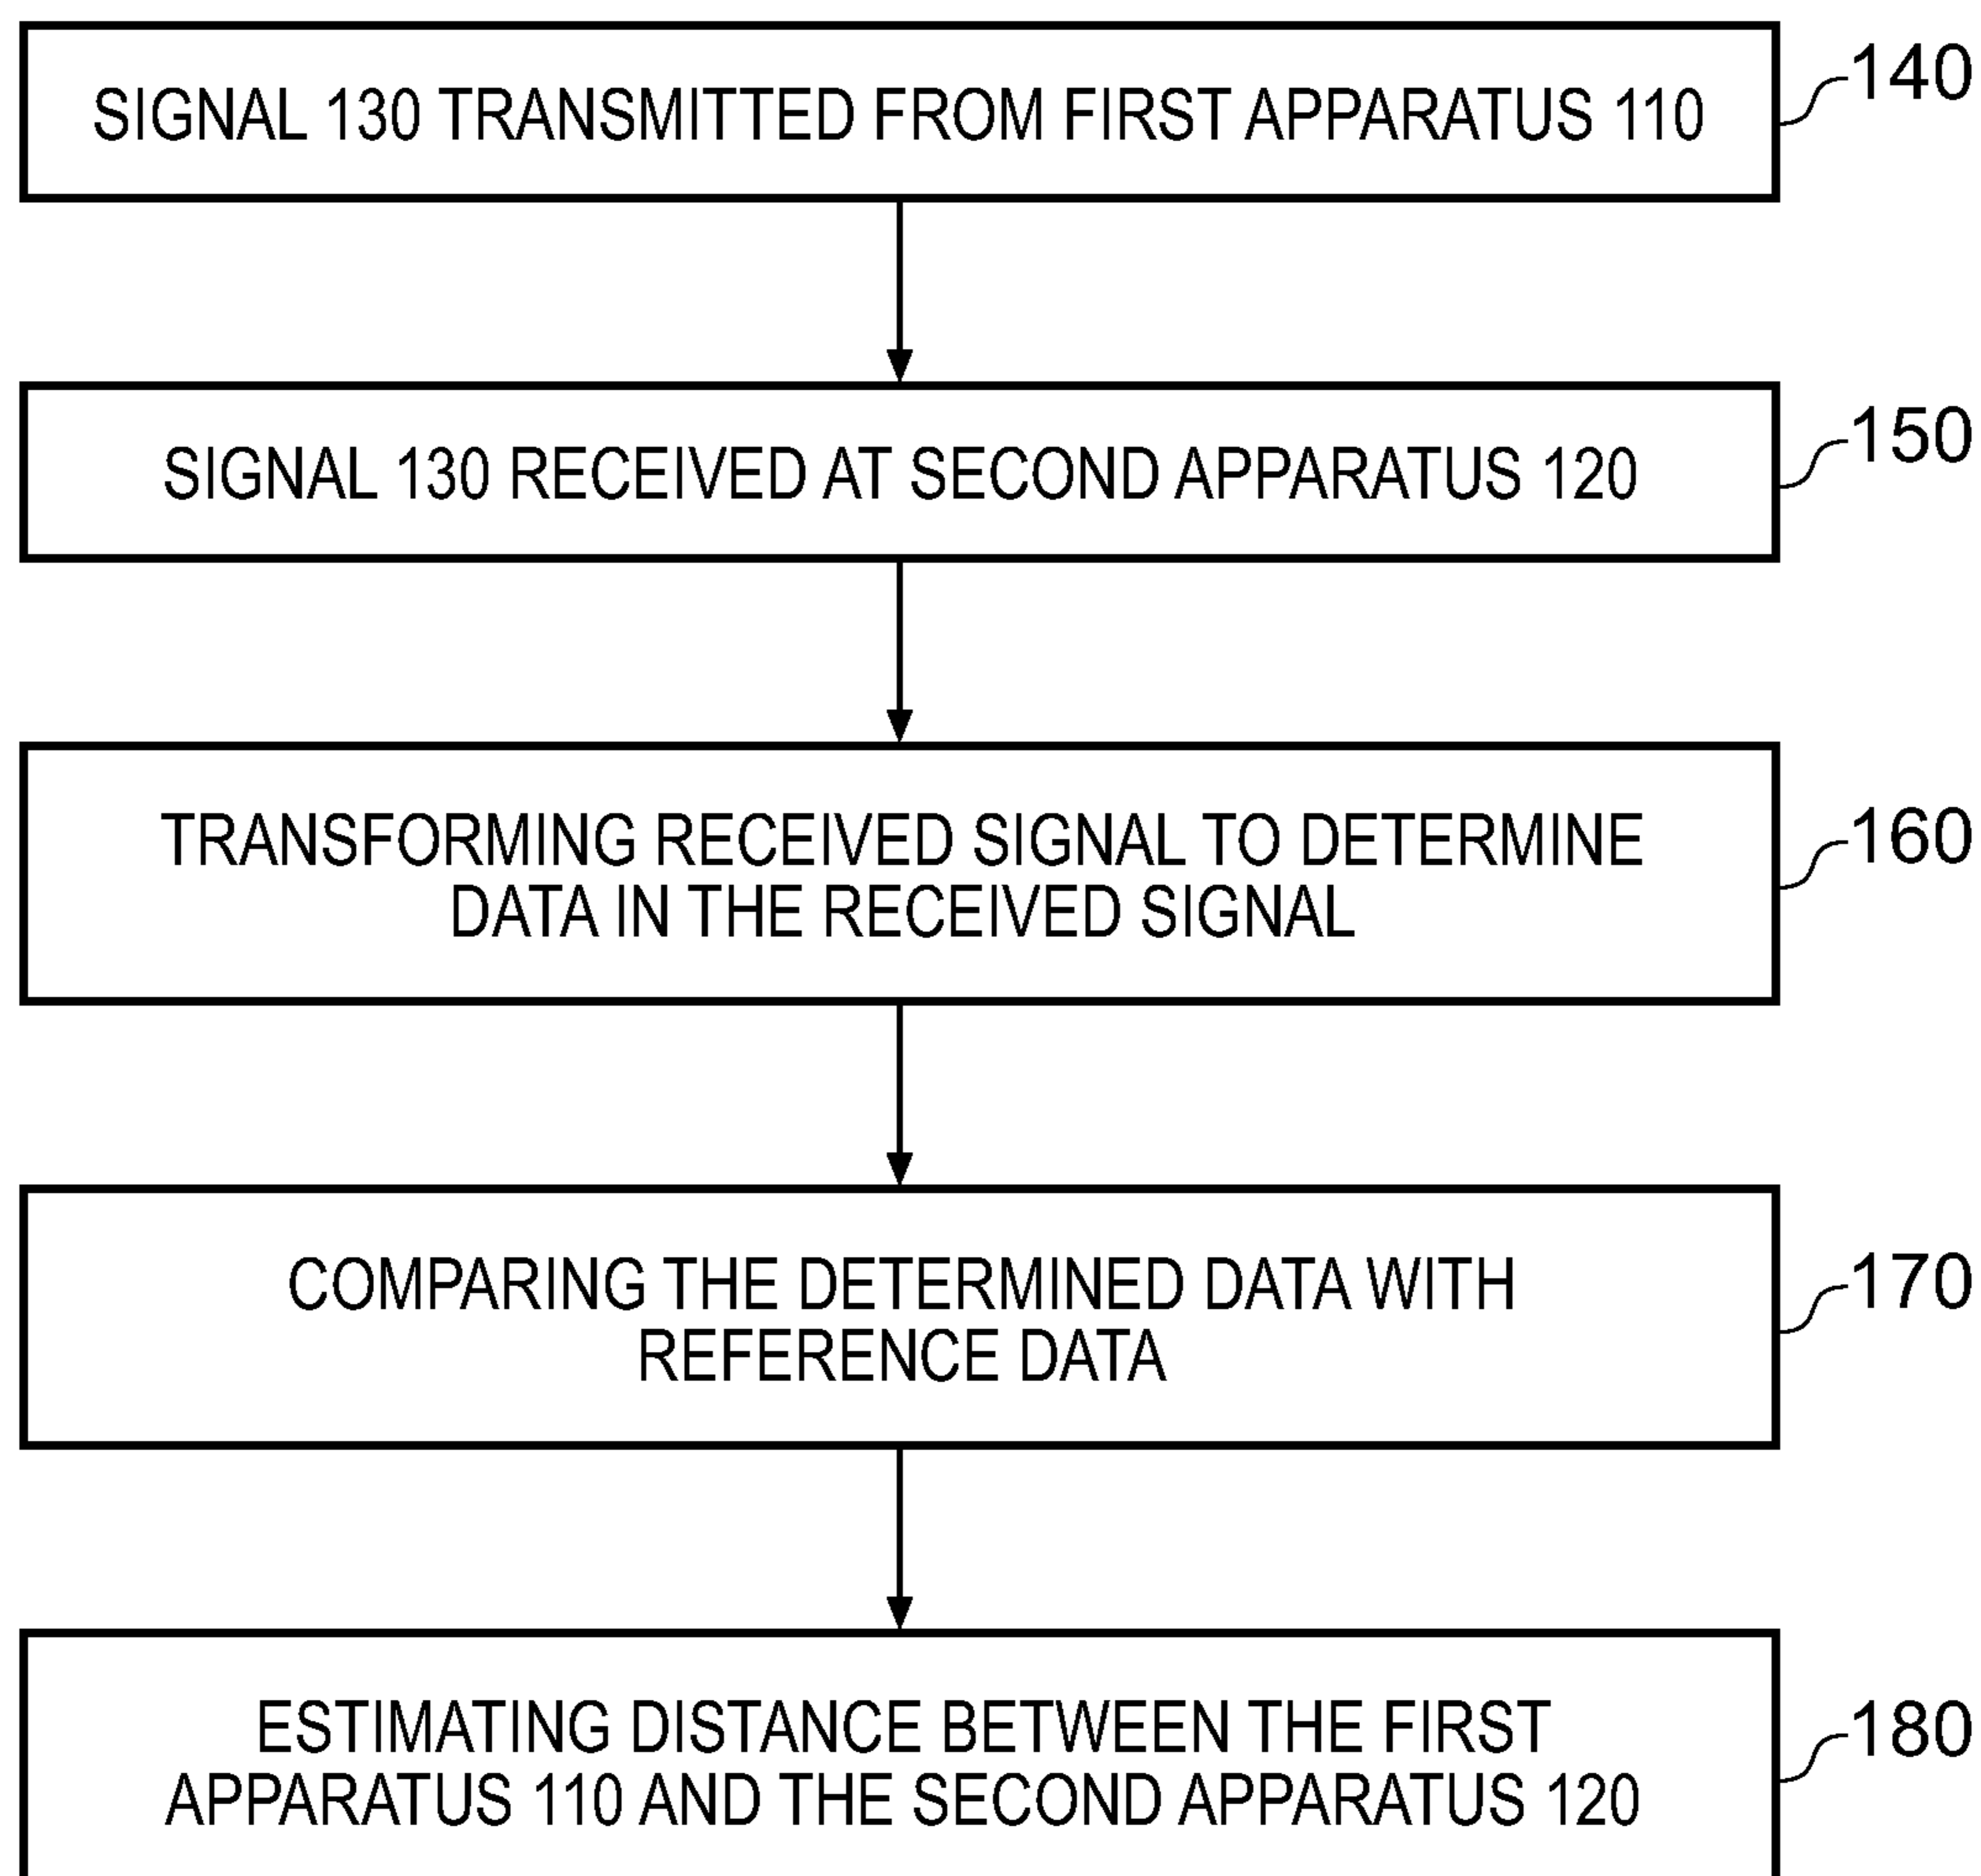 SIGNAL 130 TRANSMITTED FROM FIRST APPARATUS 110
140
SIGNAL 130 RECEIVED AT SECOND APPARATUS 120
150
TRANSFORMING RECEIVED SIGNAL TO DETERMINE
DATA IN THE RECEIVED SIGNAL
160
COMPARING THE DETERMINED DATA WITH
REFERENCE DATA
170
ESTIMATING DISTANCE BETWEEN THE FIRST
APPARATUS 110 AND THE SECOND APPARATUS 120
180